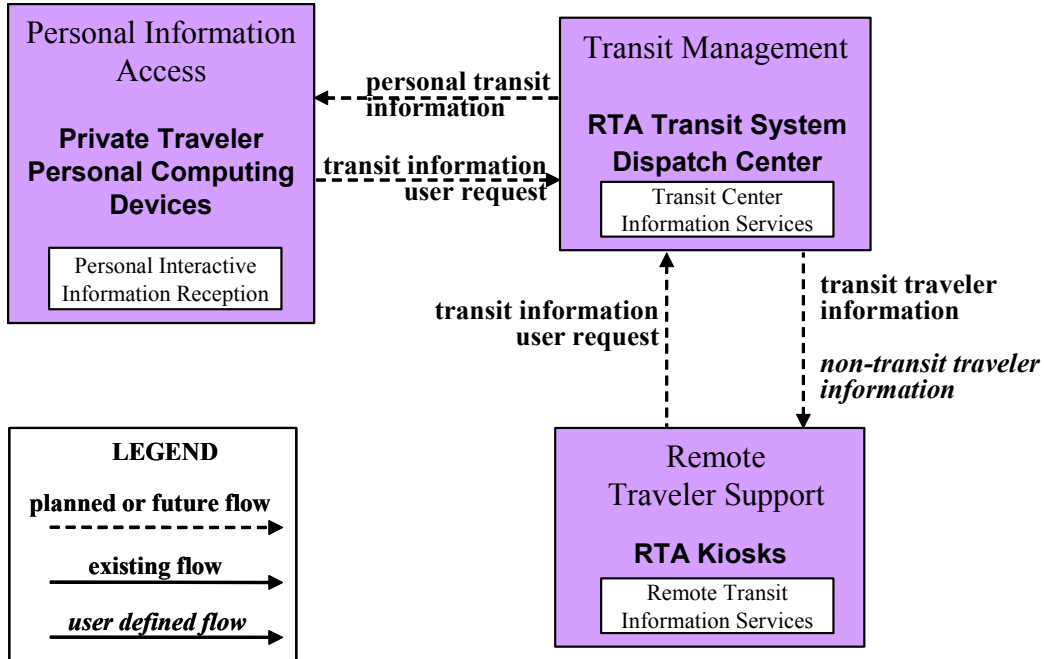 Personal Information
Access
Private Traveler
Personal Computing
Devices
Personal Interactive
Information Reception
personal transit
information
transit information
user request
Transit Management
RTA Transit System
Dispatch Center
Transit Center
Information Services
transit information
user request
transit traveler
information
non-transit traveler
information
Remote
Traveler Support
RTA Kiosks
Remote Transit
Information Services
LEGEND
planned or future flow
existing flow
user defined flow